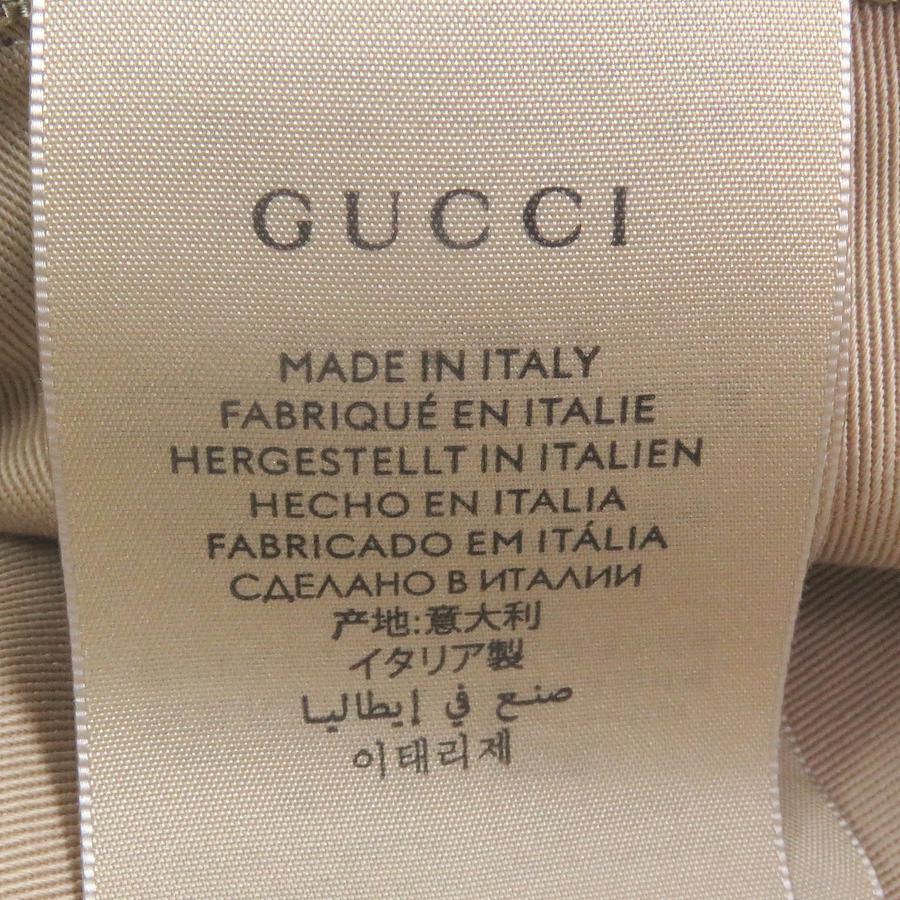 GUCCI
MADE IN ITALY
FABRIQUÉ EN ITALIE
HERGESTELLT IN ITALIEN
HECHO EN ITALIA
FABRICADO EM ITÁLIA
СДЕЛАНО В ИТАЛИИ
产地:意大利
イタリア製
صنع في إيطاليا
이태리제